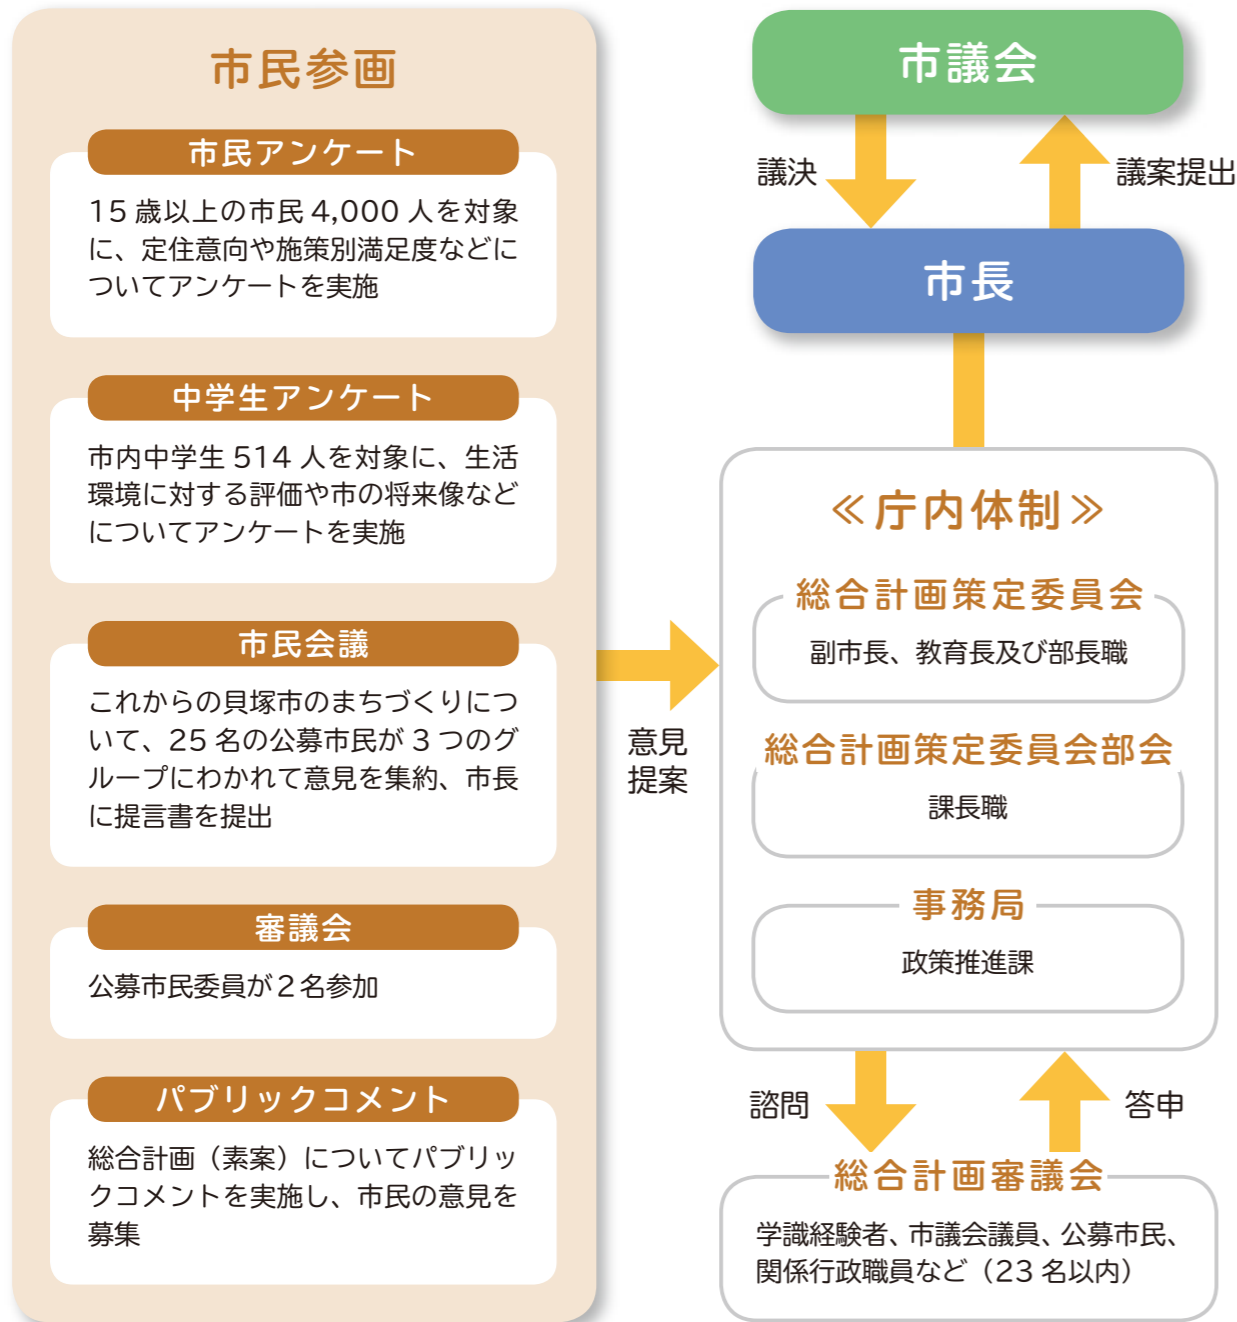 市民参画
市民アンケート
15歳以上の市民4,000人を対象
に、定住意向や施策別満足度などに
ついてアンケートを実施
中学生アンケート
市内中学生514人を対象に、生活
環境に対する評価や市の将来像など
についてアンケートを実施
市民会議
これからの貝塚市のまちづくりにつ
いて、25名の公募市民が3つのグ
ループにわかれて意見を集約、市長
に提言書を提出
審議会
公募市民委員が2名参加
パブリックコメント
総合計画（素案）についてパブリッ
クコメントを実施し、市民の意見を
募集
意見
提案
市議会
議決
議案提出
市長
≪庁内体制≫
総合計画策定委員会
副市長、教育長及び部長職
総合計画策定委員会部会
課長職
事務局
政策推進課
諮問
答申
総合計画審議会
学識経験者、市議会議員、公募市民、
関係行政職員など（23名以内）